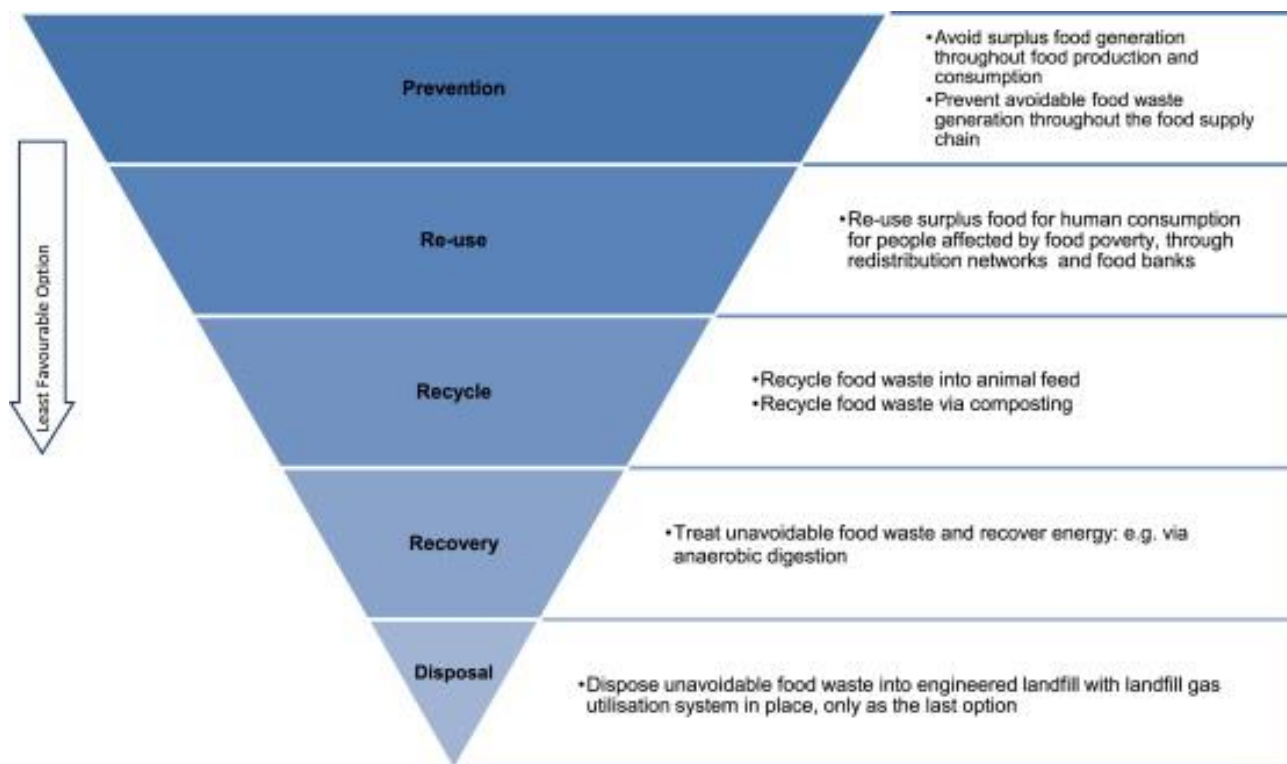 Prevention
•Avoid surplus food generation
throughout food production and
consumption
•Prevent avoidable food waste
generation throughout the food supply
chain
Least Favourable Option
Re-use
•Re-use surplus food for human consumption
for people affected by food poverty, through
redistribution networks and food banks
Recycle
•Recycle food waste into animal feed
•Recycle food waste via composting
Recovery
•Treat unavoidable food waste and recover energy: e.g. via
anaerobic digestion
Disposal
•Dispose unavoidable food waste into engineered landfill with landfill gas
utilisation system in place, only as the last option